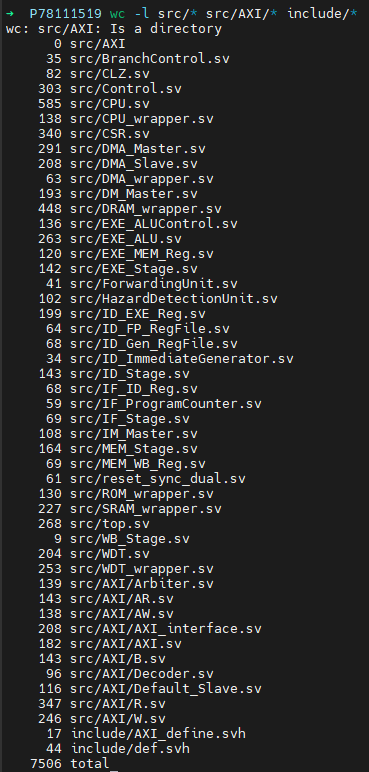 → P78111519 wc -l src/* src/AXI/* include/*
wc: src/AXI: Is a directory
0 src/AXI
35 src/BranchControl.sv
82 src/CLZ.sv
303 src/Control.sv
585 src/CPU.sv
138 src/CPU_wrapper.sv
340 src/CSR.sv
291 src/DMA_Master.sv
208 src/DMA_Slave.sv
63 src/DMA_wrapper.sv
193 src/DM_Master.sv
448 src/DRAM_wrapper.sv
136 src/EXE_ALUControl.sv
263 src/EXE_ALU.sv
120 src/EXE_MEM_Reg.sv
142 src/EXE_Stage.sv
41 src/ForwardingUnit.sv
102 src/HazardDetectionUnit.sv
199 src/ID_EXE_Reg.sv
64 src/ID_FP_RegFile.sv
68 src/ID_Gen_RegFile.sv
34 src/ID_ImmediateGenerator.sv
143 src/ID_Stage.sv
68 src/IF_ID_Reg.sv
59 src/IF_ProgramCounter.sv
69 src/IF_Stage.sv
108 src/IM_Master.sv
164 src/MEM_Stage.sv
69 src/MEM_WB_Reg.sv
61 src/reset_sync_dual.sv
130 src/ROM_wrapper.sv
227 src/SRAM_wrapper.sv
268 src/top.sv
9 src/WB_Stage.sv
204 src/WDT.sv
253 src/WDT_wrapper.sv
139 src/AXI/Arbiter.sv
143 src/AXI/AR.sv
138 src/AXI/AW.sv
208 src/AXI/AXI_interface.sv
182 src/AXI/AXI.sv
143 src/AXI/B.sv
96 src/AXI/Decoder.sv
116 src/AXI/Default_Slave.sv
347 src/AXI/R.sv
246 src/AXI/W.sv
17 include/AXI_define.svh
44 include/def.svh
7506 total